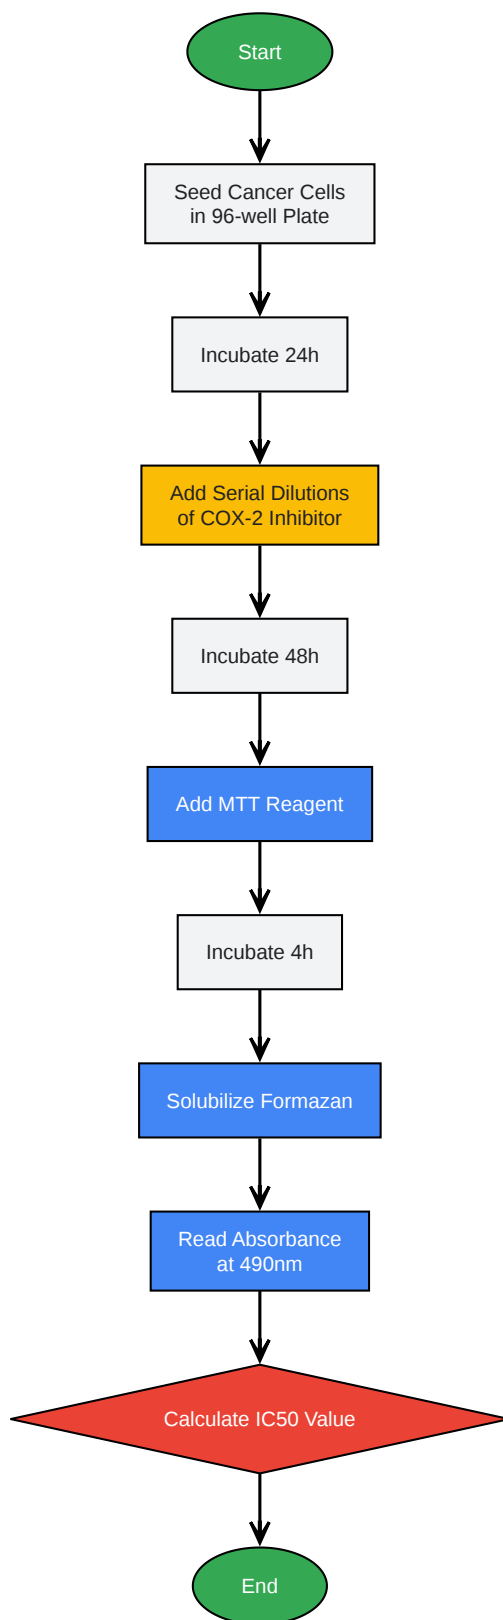 Start
Seed Cancer Cells
in 96-well Plate
Incubate 24h
Add Serial Dilutions
of COX-2 Inhibitor
Incubate 48h
Add MTT Reagent
Incubate 4h
Solubilize Formazan
Read Absorbance
at 490nm
Calculate IC50 Value
End